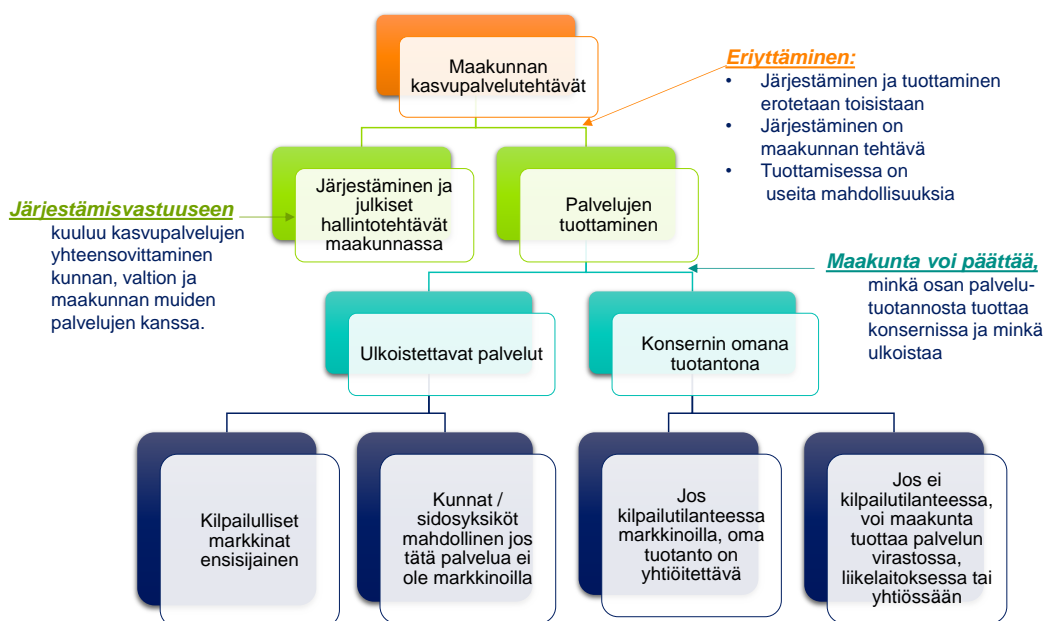 Maakunnan
kasvupalvelutehtävät
Eriyttäminen:
• Järjestäminen ja tuottaminen
erotetaan toisistaan
• Järjestäminen on
maakunnan tehtävä
• Tuottamisessa on
useita mahdollisuuksia
Järjestämisvastuuseen
kuuluu kasvupalvelujen
yhteensovittaminen
kunnan, valtion ja
maakunnan muiden
palvelujen kanssa.
Järjestäminen ja
julkiset
hallintotehtävät
maakunnassa
Palvelujen
tuottaminen
Maakunta voi päättää,
minkä osan palvelu-
tuotannosta tuottaa
konsernissa ja minkä
ulkoistaa
Ulkoistettavat palvelut
Konsernin omana
tuotantona
Kilpailulliset
markkinat
ensisijainen
Kunnat /
sidosyksiköt
mahdollinen jos
tätä palvelua ei
ole markkinoilla
Jos
kilpailutilanteessa
markkinoilla, oma
tuotanto on
yhtiöitettävä
Jos ei
kilpailutilanteessa,
voi maakunta
tuottaa palvelun
virastossa,
liikelaitoksessa tai
yhtiössään